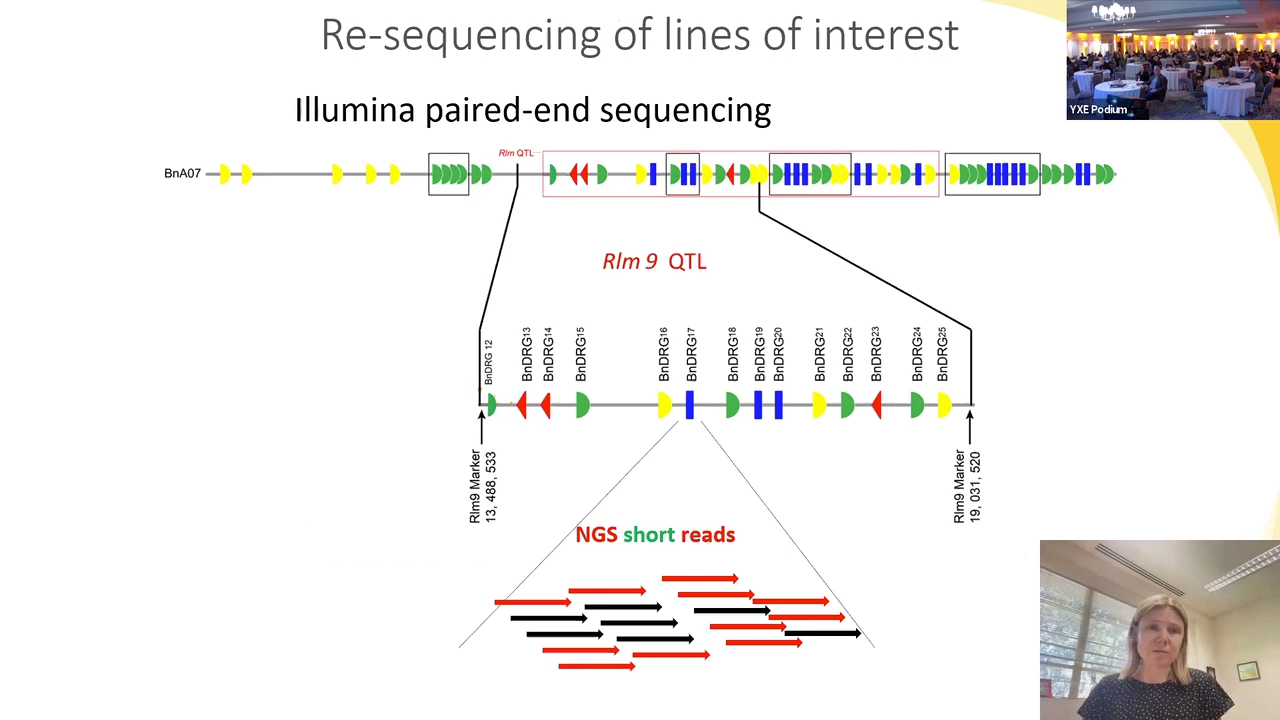 Re-sequencing of lines of interest
YXE Podium
Illumina paired-end sequencing
Rlm QTL
BnA07
Rlm 9 QTL
BnDRG 12
BnDRG13
BnDRG14
BnDRG15
BnDRG16
BnDRG17
BnDRG18
BnDRG19
BnDRG20
BnDRG21
BnDRG22
BnDRG23
BnDRG24
BnDRG25
Rlm9 Marker
13, 488, 533
Rlm9 Marker
19, 031, 520
NGS short reads